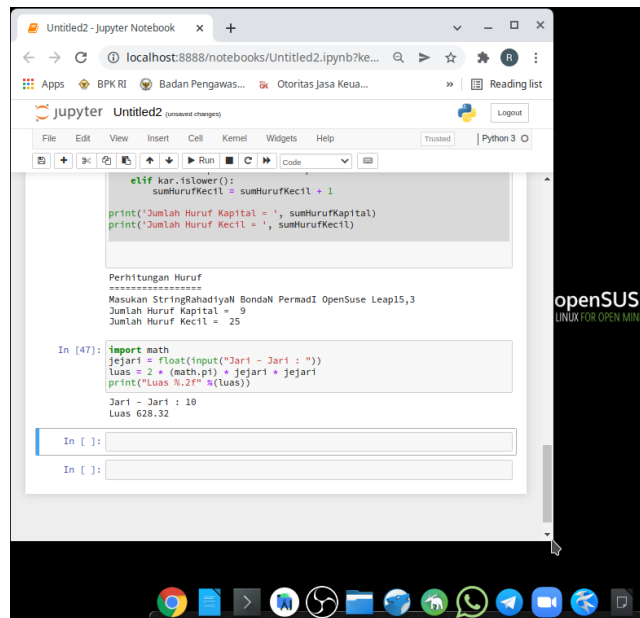 Untitled2 - Jupyter Notebook
localhost:8888/notebooks/Untitled2.ipynb?ke...
R
Apps BPK RI Badan Pengawas... Otoritas Jasa Keua... » Reading list
jupyter Untitled2 (unsaved changes) Logout
File Edit View Insert Cell Kernel Widgets Help Trusted Python 3
Run Code
elif kar.islower():
sumHurufKecil = sumHurufKecil + 1
print('Jumlah Huruf Kapital = ', sumHurufKapital)
print('Jumlah Huruf Kecil = ', sumHurufKecil)
Perhitungan Huruf
=================
Masukan StringRahadiyaN BondaN PermadI OpenSuse Leap15,3
Jumlah Huruf Kapital =  9
Jumlah Huruf Kecil =  25
In [47]: import math
jejari = float(input("Jari - Jari : "))
luas = 2 * (math.pi) * jejari * jejari
print("Luas %.2f" %(luas))
Jari - Jari : 10
Luas 628.32
In [ ]:
In [ ]:
openSUS
LINUX FOR OPEN MIN